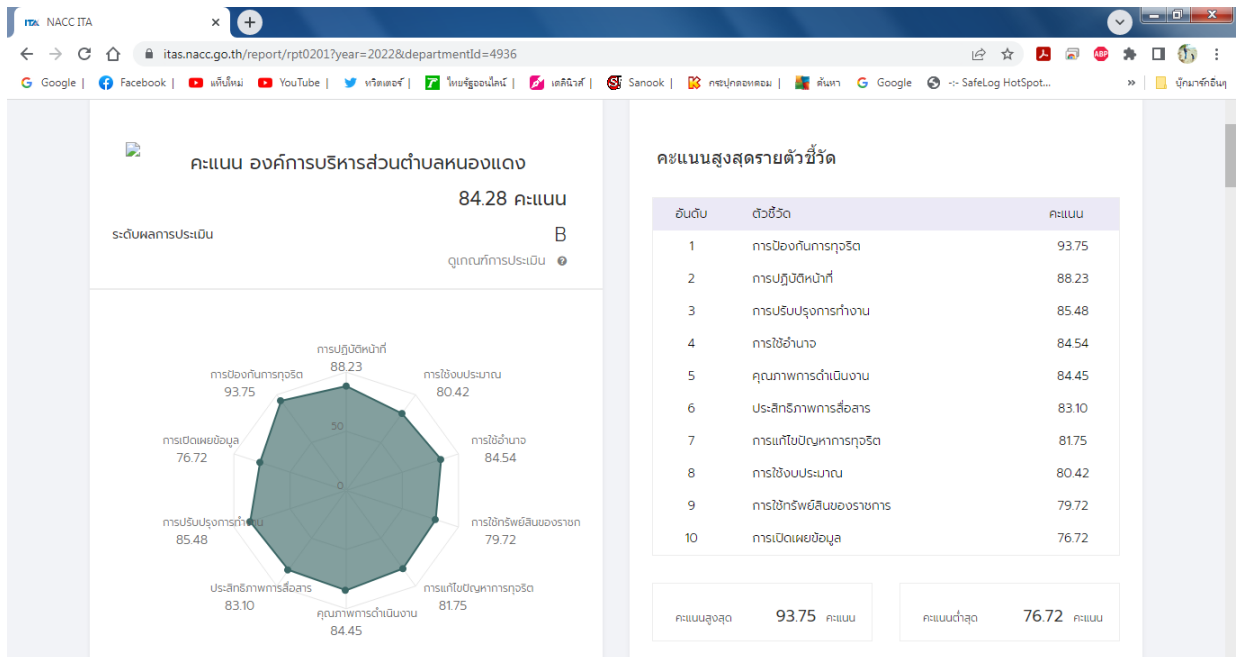 ITA NACC ITA
itas.nacc.go.th/report/rpt0201?year=2022&departmentId=4936
Google | Facebook | แท็บใหม่ YouTube | ทวิตเตอร์ | ไทยรัฐออนไลน์ | เดลินิวส์ | Sanook | กระปุกดอทคอม | ค้นหา Google -:- SafeLog HotSpot... » บุ๊กมาร์กอื่นๆ
คะแนน องค์การบริหารส่วนตำบลหนองแดง
84.28 คะแนน
ระดับผลการประเมิน B
ดูเกณฑ์การประเมิน
การปฏิบัติหน้าที่
88.23
การป้องกันการทุจริต
93.75
การใช้งบประมาณ
80.42
50
การเปิดเผยข้อมูล
76.72
การใช้อำนาจ
84.54
0
การปรับปรุงการทำงาน
85.48
การใช้ทรัพย์สินของราชก
79.72
ประสิทธิภาพการสื่อสาร
83.10
การแก้ไขปัญหาการทุจริต
81.75
คุณภาพการดำเนินงาน
84.45
คะแนนสูงสุดรายตัวชี้วัด
อันดับ ตัวชี้วัด คะแนน
1 การป้องกันการทุจริต 93.75
2 การปฏิบัติหน้าที่ 88.23
3 การปรับปรุงการทำงาน 85.48
4 การใช้อำนาจ 84.54
5 คุณภาพการดำเนินงาน 84.45
6 ประสิทธิภาพการสื่อสาร 83.10
7 การแก้ไขปัญหาการทุจริต 81.75
8 การใช้งบประมาณ 80.42
9 การใช้ทรัพย์สินของราชการ 79.72
10 การเปิดเผยข้อมูล 76.72
คะแนนสูงสุด 93.75 คะแนน
คะแนนต่ำสุด 76.72 คะแนน